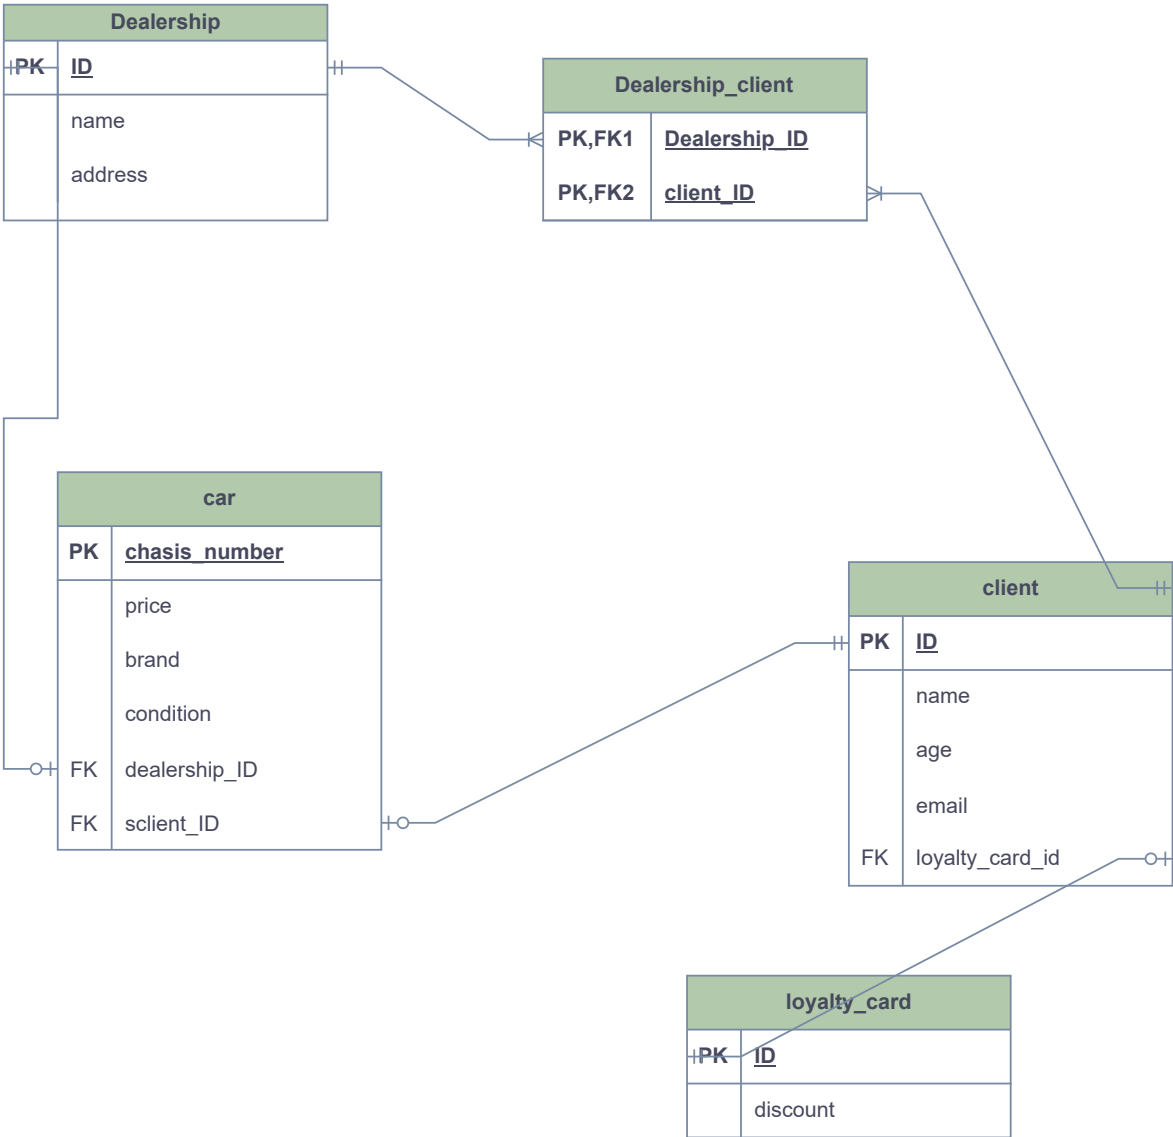 Dealership
PK ID
name
address
Dealership_client
PK,FK1 Dealership_ID
PK,FK2 client_ID
car
PK chasis_number
price
brand
condition
FK dealership_ID
FK sclient_ID
client
PK ID
name
age
email
FK loyalty_card_id
loyalty_card
PK ID
discount